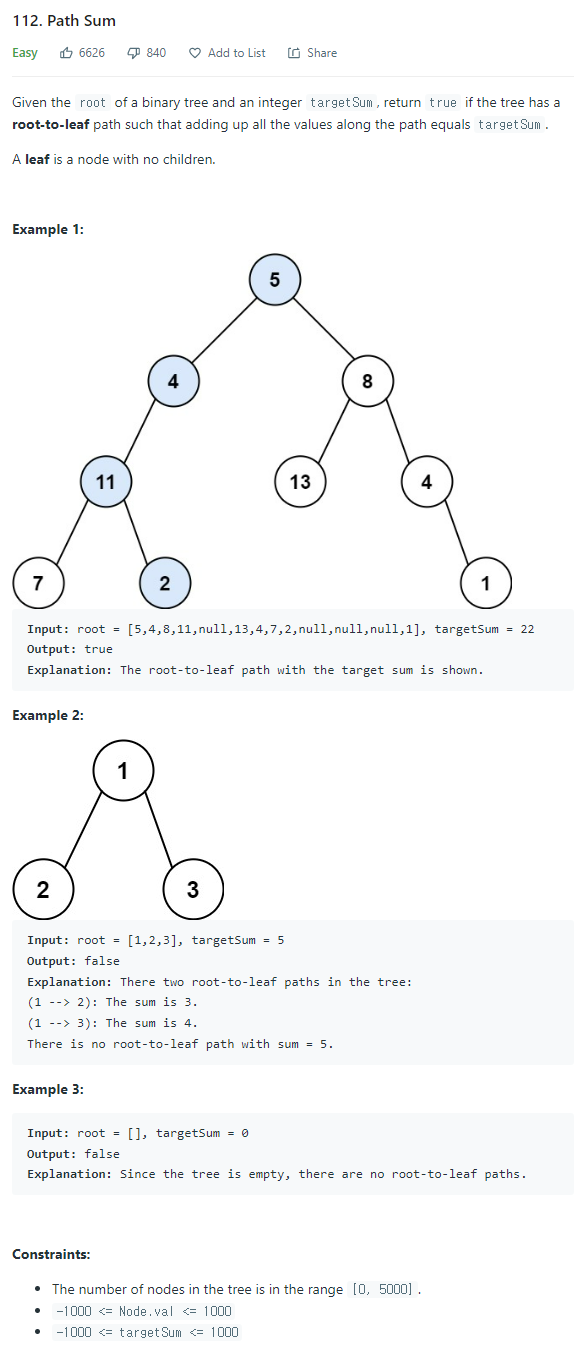 112. Path Sum
Easy 6626 840 Add to List Share
Given the root of a binary tree and an integer targetSum, return true if the tree has a
root-to-leaf path such that adding up all the values along the path equals targetSum.
A leaf is a node with no children.
Example 1:
5
4 8
11 13 4
7 2 1
Input: root = [5,4,8,11,null,13,4,7,2,null,null,null,1], targetSum = 22
Output: true
Explanation: The root-to-leaf path with the target sum is shown.
Example 2:
1
2 3
Input: root = [1,2,3], targetSum = 5
Output: false
Explanation: There two root-to-leaf paths in the tree:
(1 --> 2): The sum is 3.
(1 --> 3): The sum is 4.
There is no root-to-leaf path with sum = 5.
Example 3:
Input: root = [], targetSum = 0
Output: false
Explanation: Since the tree is empty, there are no root-to-leaf paths.
Constraints:
• The number of nodes in the tree is in the range [0, 5000].
• -1000 <= Node.val <= 1000
• -1000 <= targetSum <= 1000